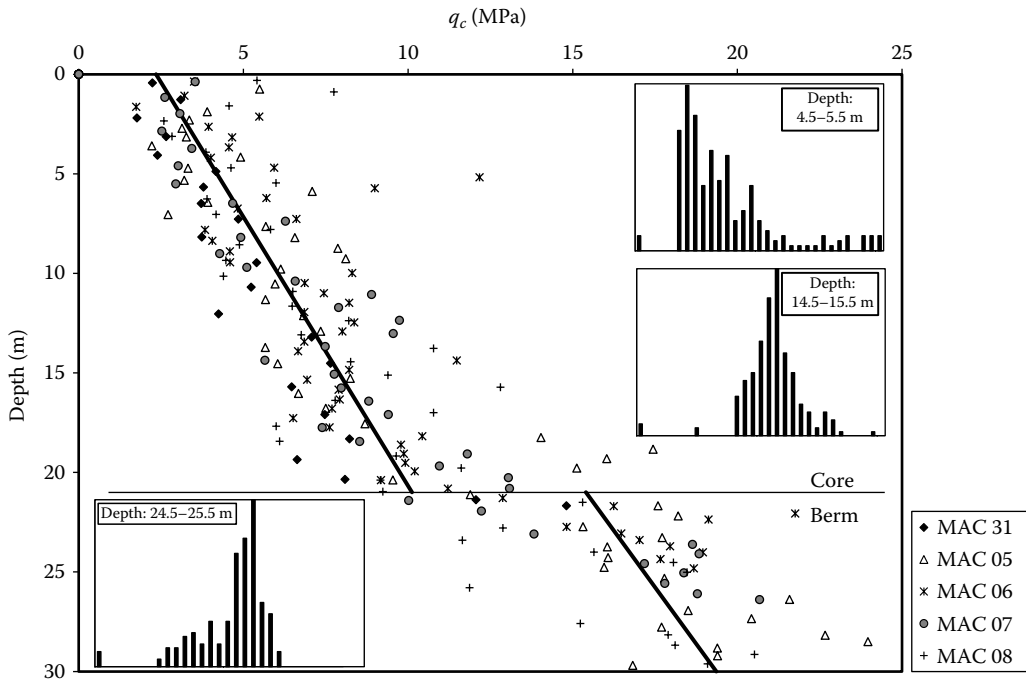 q_c (MPa)
0 5 10 15 20 25
0
5
10
15
20
25
30
Depth (m)
Depth:
4.5–5.5 m
Depth:
14.5–15.5 m
Core
Berm
Depth: 24.5–25.5 m
MAC 31
MAC 05
MAC 06
MAC 07
MAC 08